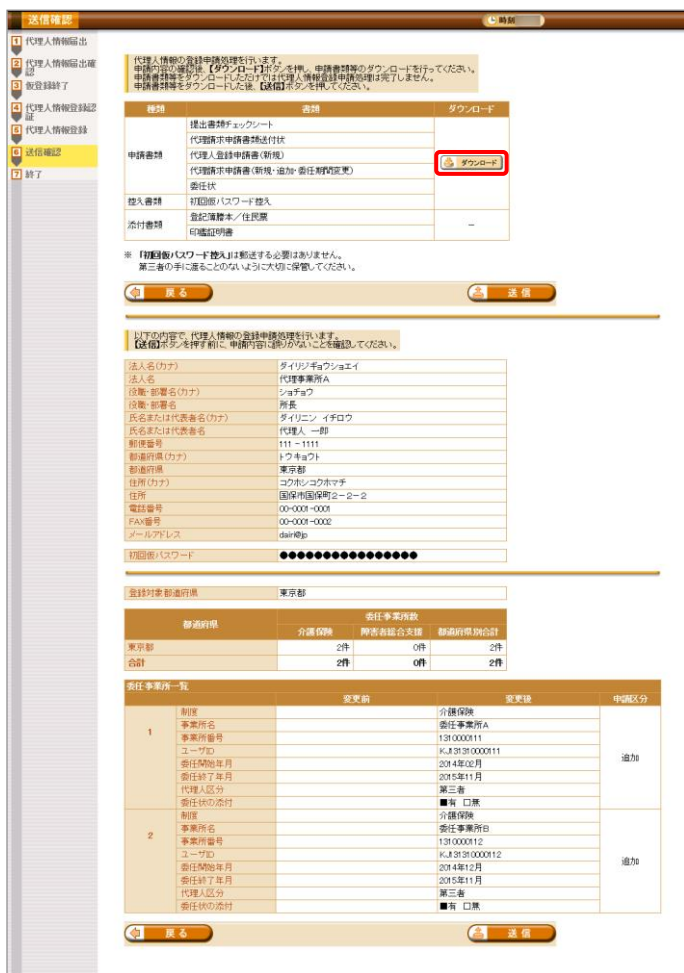 送信確認
時刻
1 代理人情報届出
2 代理人情報届出確認
3 仮登録終了
4 代理人情報登録認証
5 代理人情報登録
6 送信確認
7 終了
代理人情報の登録申請処理を行います。
申請内容の確認後、【ダウンロード】ボタンを押し、申請書類等のダウンロードを行ってください。
申請書類等をダウンロードしただけでは代理人情報登録申請処理は完了しません。
申請書類等をダウンロードした後、【送信】ボタンを押してください。
種類 書類 ダウンロード
申請書類
提出書類チェックシート
代理請求申請書類送付状
代理人登録申請書(新規)
代理請求申請書(新規・追加・委任期間変更)
委任状
ダウンロード
控え書類 初回仮パスワード控え
添付書類
登記簿謄本/住民票
印鑑証明書
－
※ 「初回仮パスワード控え」は郵送する必要はありません。
第三者の手に渡ることのないように大切に保管してください。
戻る 送信
以下の内容で、代理人情報の登録申請処理を行います。
【送信】ボタンを押す前に、申請内容に誤りがないことを確認してください。
法人名(カナ) ダイリジギョウショエイ
法人名 代理事業所A
役職・部署名(カナ) ショチョウ
役職・部署名 所長
氏名または代表者名(カナ) ダイリニン イチロウ
氏名または代表者名 代理人 一郎
郵便番号 111 - 1111
都道府県(カナ) トウキョウト
都道府県 東京都
住所(カナ) コクホシコクホマチ
住所 国保市国保町2-2-2
電話番号 00-0001-0001
FAX番号 00-0001-0002
メールアドレス dairi@jp
初回仮パスワード ●●●●●●●●●●●●●●●●
登録対象都道府県 東京都
都道府県 委任事業所数
介護保険 障害者総合支援 都道府県別合計
東京都 2件 0件 2件
合計 2件 0件 2件
委任事業所一覧
変更前 変更後 申請区分
1
制度 介護保険
事業所名 委任事業所A
事業所番号 1310000111
ユーザID KJ131310000111
委任開始年月 2014年02月
委任終了年月 2015年11月
代理人区分 第三者
委任状の添付 ■有 □無
追加
2
制度 介護保険
事業所名 委任事業所B
事業所番号 1310000112
ユーザID KJ131310000112
委任開始年月 2014年12月
委任終了年月 2015年11月
代理人区分 第三者
委任状の添付 ■有 □無
追加
戻る 送信